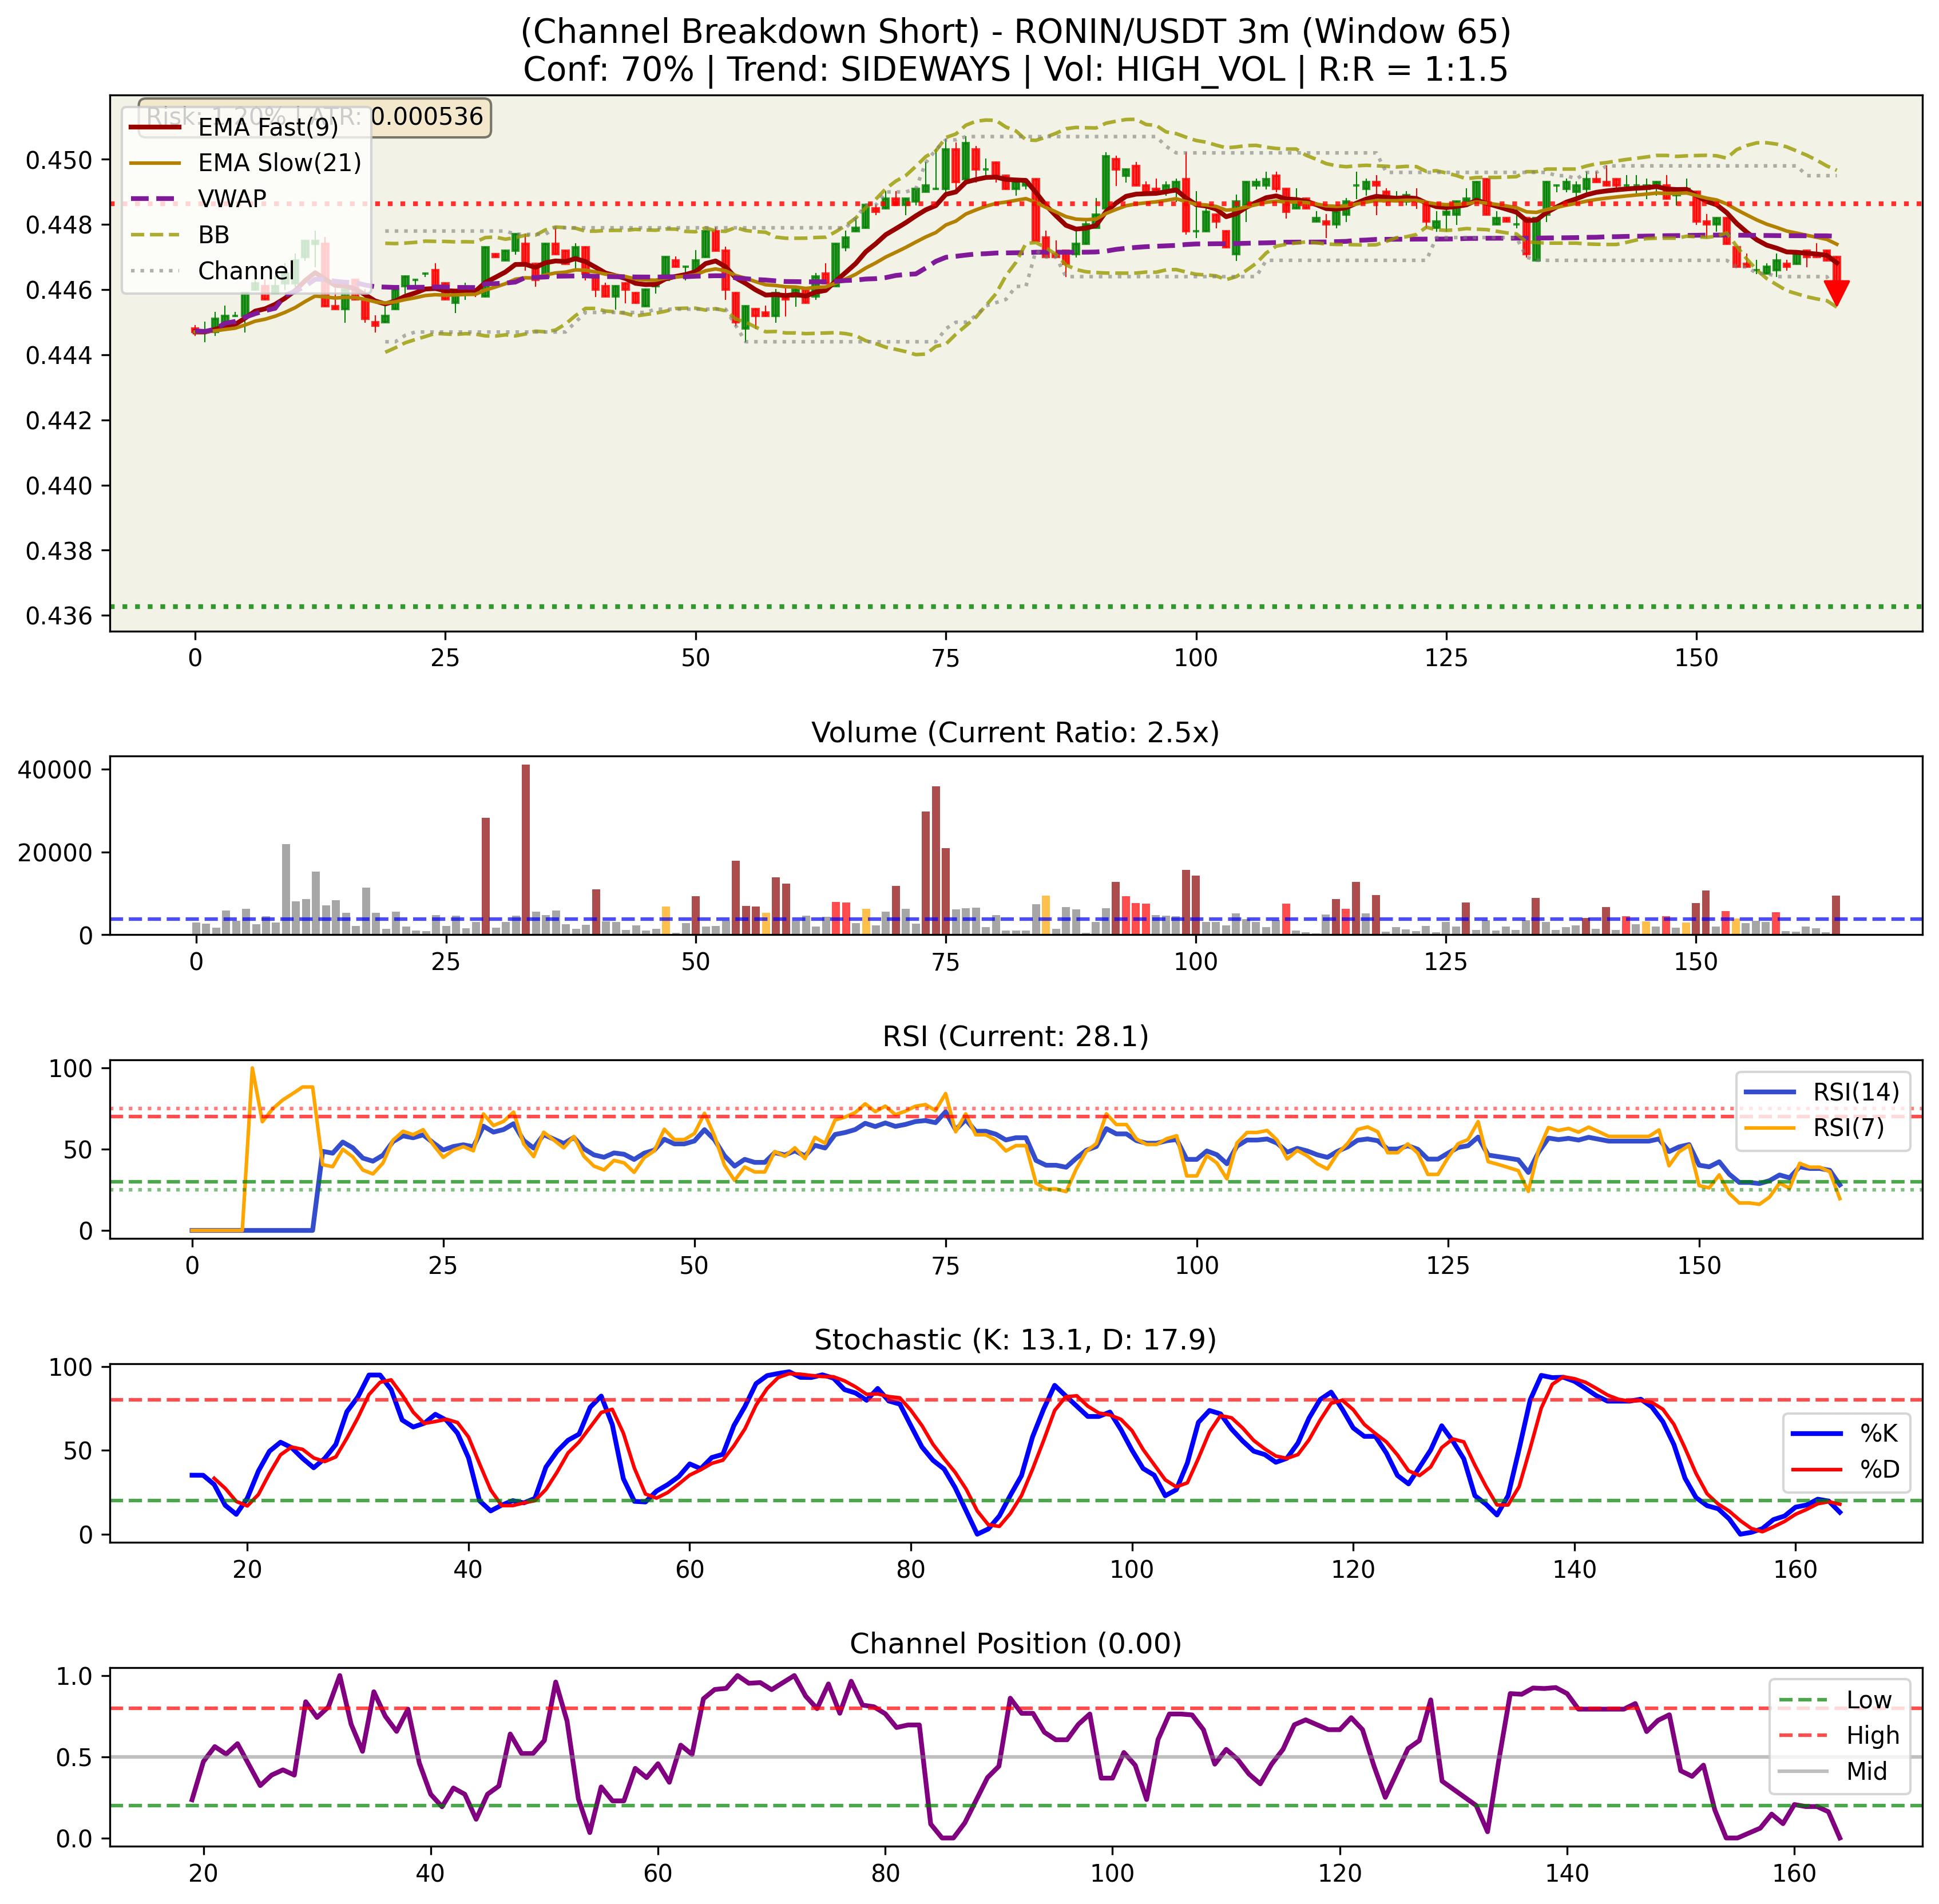 (Channel Breakdown Short) - RONIN/USDT 3m (Window 65)
Conf: 70% | Trend: SIDEWAYS | Vol: HIGH_VOL | R:R = 1:1.5
Risk: 1.20% | ATR: 0.000536
EMA Fast(9)
EMA Slow(21)
VWAP
BB
Channel
0.450
0.448
0.446
0.444
0.442
0.440
0.438
0.436
0 25 50 75 100 125 150
Volume (Current Ratio: 2.5x)
40000
20000
0
0 25 50 75 100 125 150
RSI (Current: 28.1)
100
50
0
RSI(14)
RSI(7)
0 25 50 75 100 125 150
Stochastic (K: 13.1, D: 17.9)
100
50
0
%K
%D
20 40 60 80 100 120 140 160
Channel Position (0.00)
1.0
0.5
0.0
Low
High
Mid
20 40 60 80 100 120 140 160